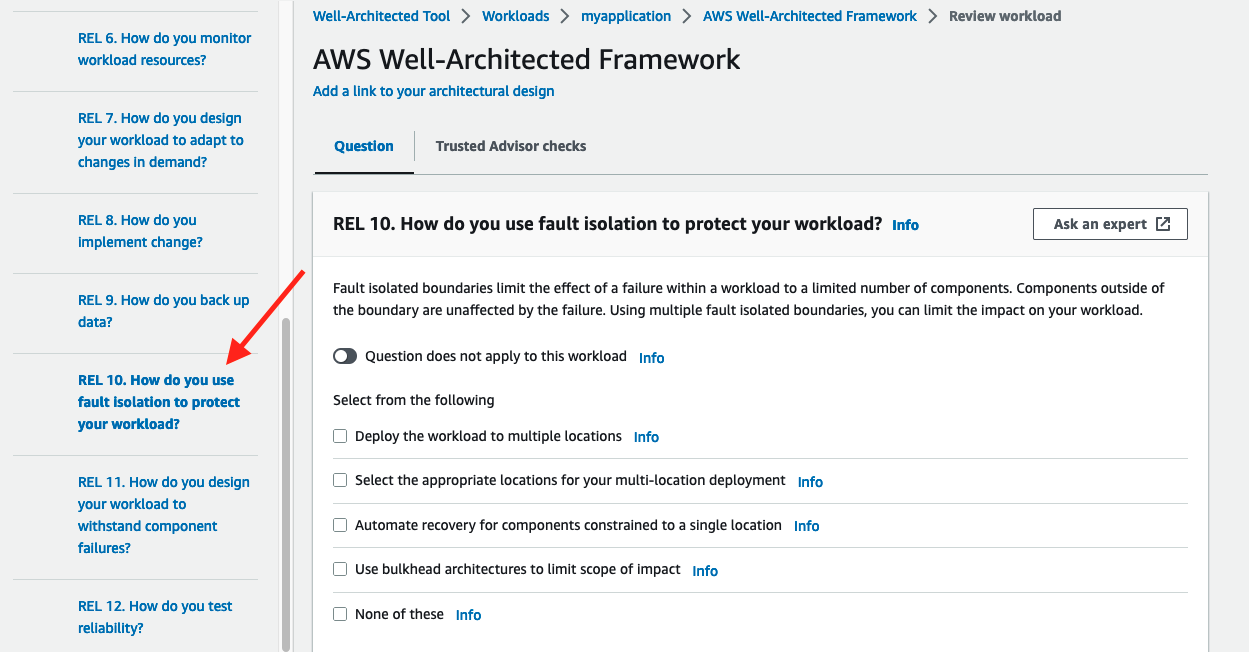 REL 6. How do you monitor
workload resources?
REL 7. How do you design
your workload to adapt to
changes in demand?
REL 8. How do you
implement change?
REL 9. How do you back up
data?
REL 10. How do you use
fault isolation to protect
your workload?
REL 11. How do you design
your workload to
withstand component
failures?
REL 12. How do you test
reliability?
Well-Architected Tool > Workloads > myapplication > AWS Well-Architected Framework > Review workload
AWS Well-Architected Framework
Add a link to your architectural design
Question Trusted Advisor checks
REL 10. How do you use fault isolation to protect your workload? Info Ask an expert
Fault isolated boundaries limit the effect of a failure within a workload to a limited number of components. Components outside of
the boundary are unaffected by the failure. Using multiple fault isolated boundaries, you can limit the impact on your workload.
Question does not apply to this workload Info
Select from the following
Deploy the workload to multiple locations Info
Select the appropriate locations for your multi-location deployment Info
Automate recovery for components constrained to a single location Info
Use bulkhead architectures to limit scope of impact Info
None of these Info